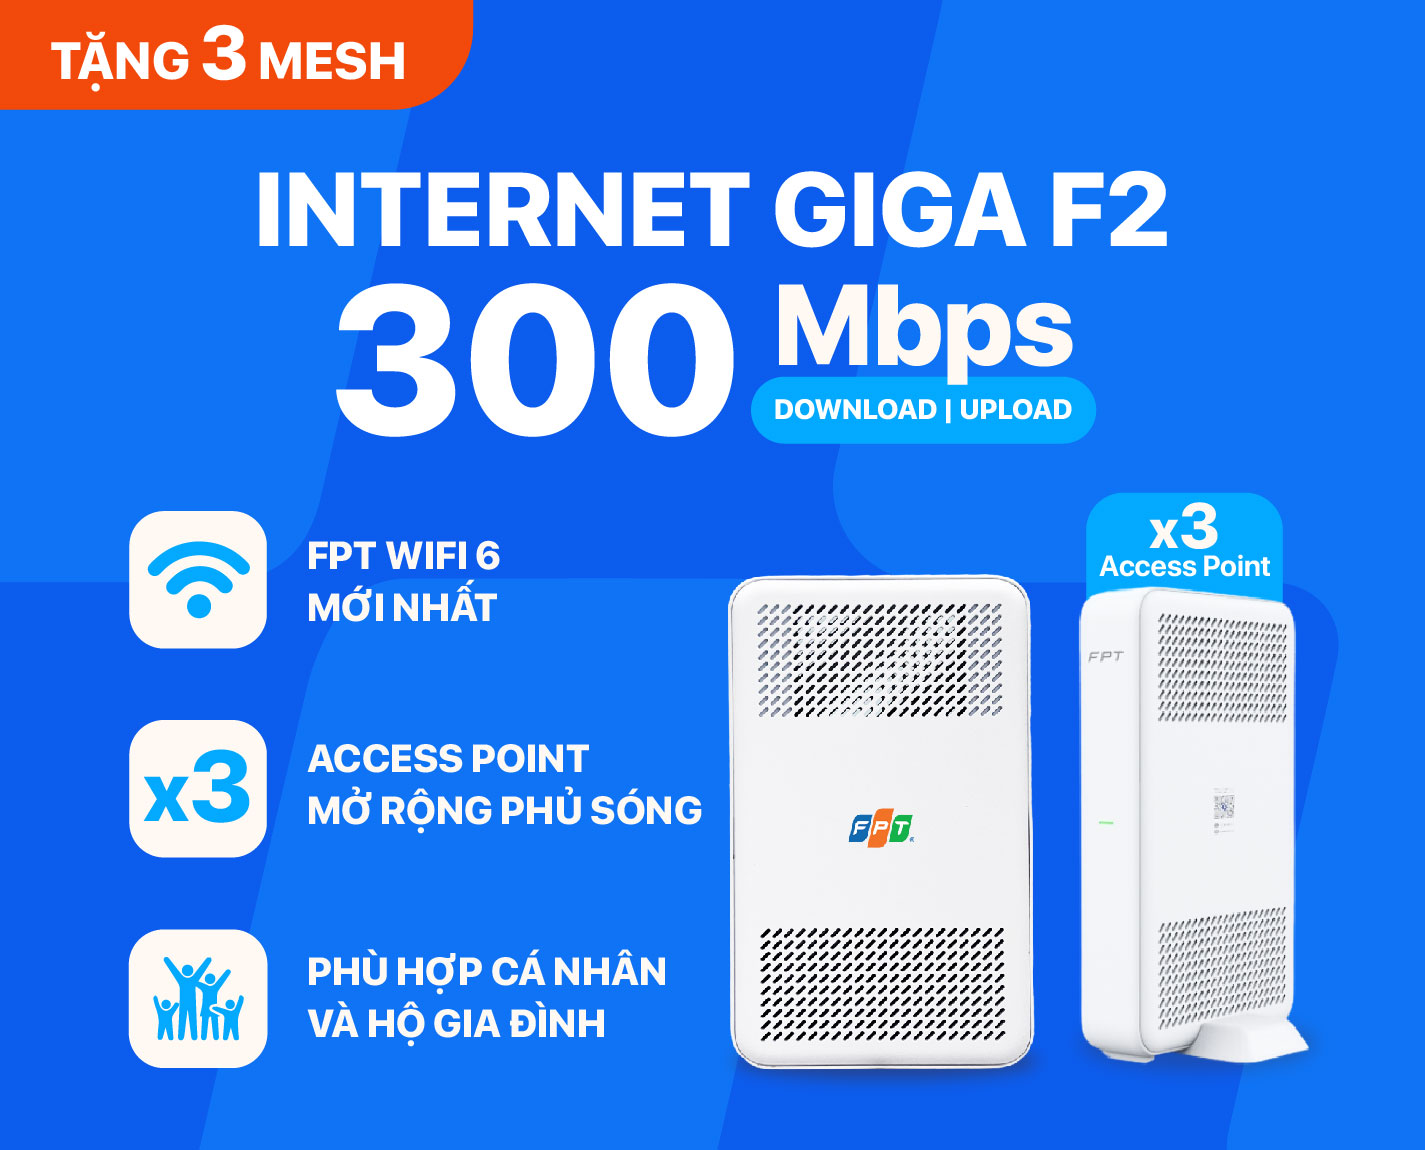 TẶNG 3 MESH
INTERNET GIGA F2
300 Mbps
DOWNLOAD | UPLOAD
FPT WIFI 6
MỚI NHẤT
x3
ACCESS POINT
MỞ RỘNG PHỦ SÓNG
PHÙ HỢP CÁ NHÂN
VÀ HỘ GIA ĐÌNH
x3
Access Point
FPT
FPT